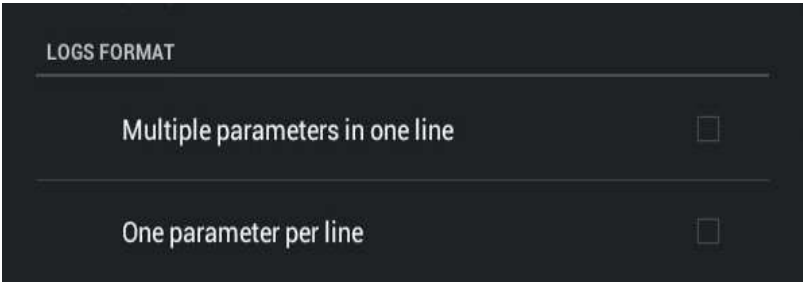 LOGS FORMAT
Multiple parameters in one line
One parameter per line